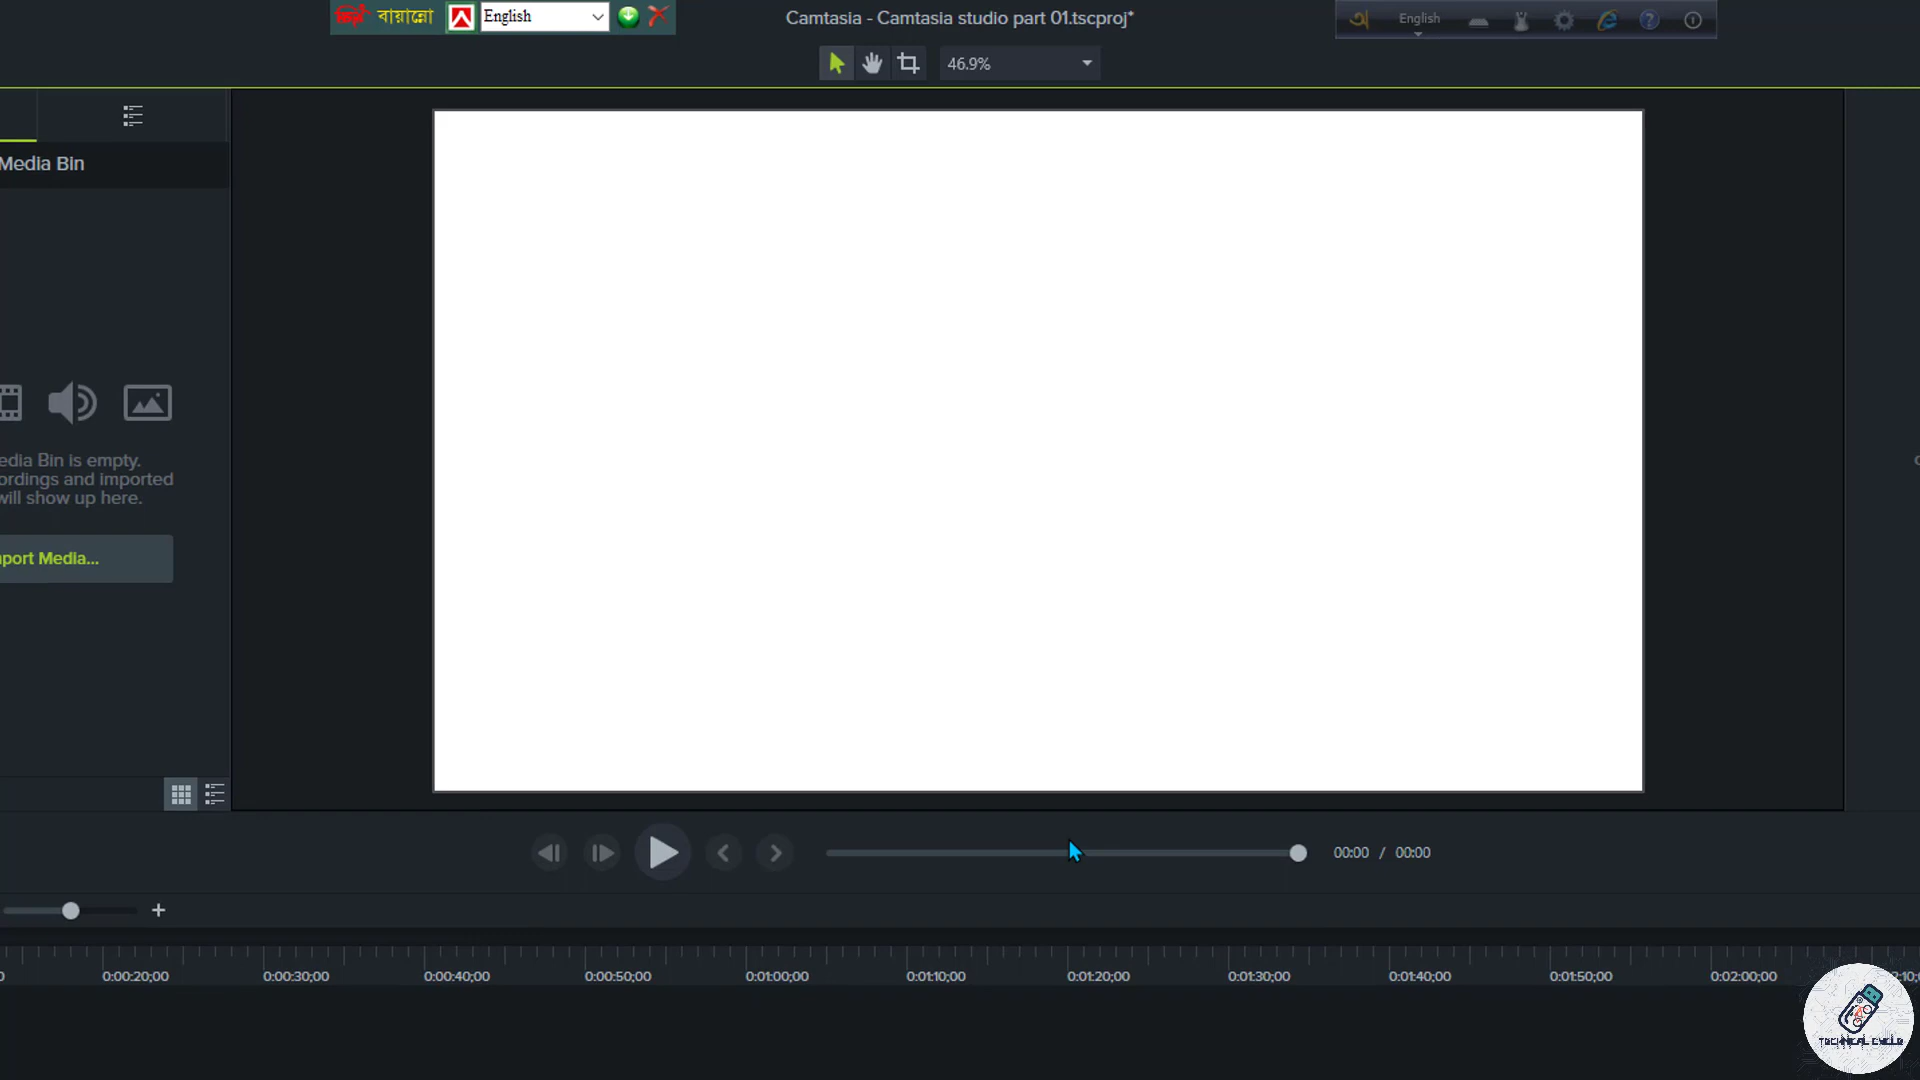 বায়ান্নো
English
Camtasia - Camtasia studio part 01.tscproj*
English
46.9%
Media Bin
edia Bin is empty.
ordings and imported
will show up here.
port Media...
00:00 / 00:00
0:00:20;00
0:00:30;00
0:00:40;00
0:00:50;00
0:01:00;00
0:01:10;00
0:01:20;00
0:01:30;00
0:01:40;00
0:01:50;00
0:02:00;00
TECHNICAL CYCLO